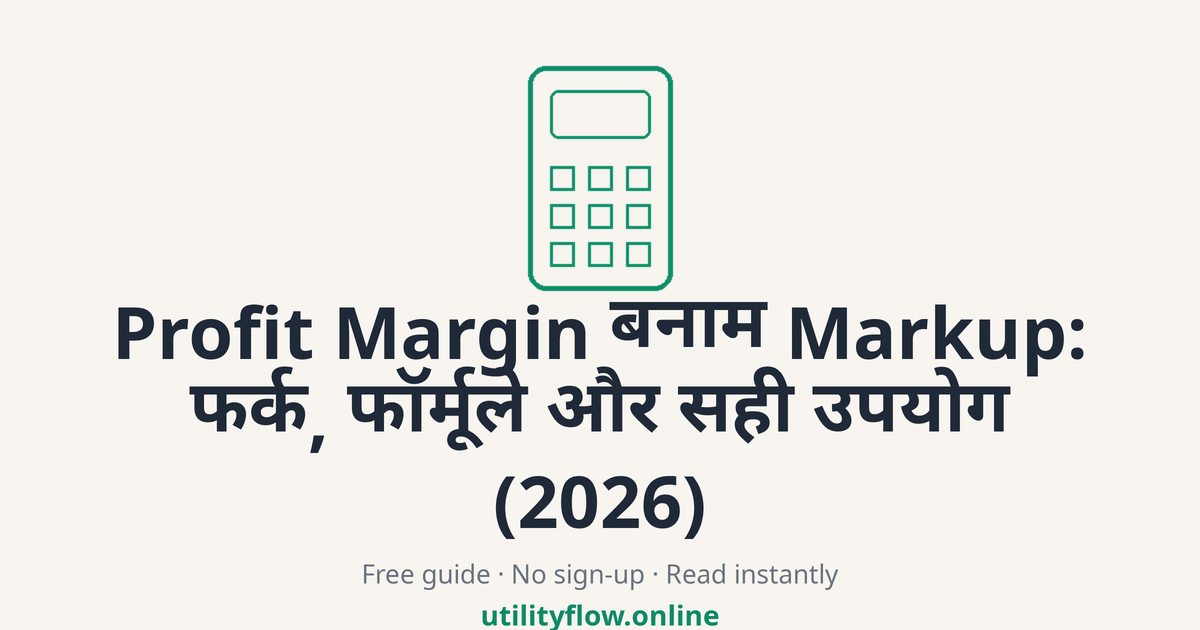 Profit Margin बनाम Markup:
फर्क, फॉर्मूले और सही उपयोग
(2026)
Free guide · No sign-up · Read instantly
utilityflow.online